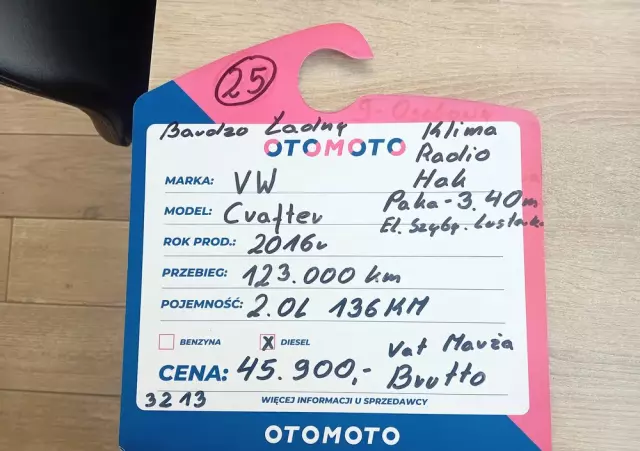 25
Bardzo Ładny
OTOMOTO
Klima
Radio
Hak
Paka - 3.40m
El. Szyby, Lusterka
MARKA: VW
MODEL: Crafter
ROK PROD.: 2016r
PRZEBIEG: 123.000 km
POJEMNOŚĆ: 2.0L 136KM
BENZYNA X DIESEL
Vat Marża
CENA: 45.900,- Brutto
3213
WIĘCEJ INFORMACJI U SPRZEDAWCY
OTOMOTO